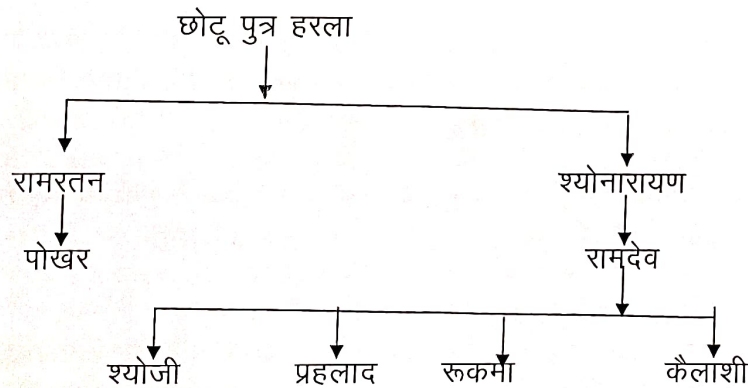 छोटू पुत्र हरला
रामरतन श्योनारायण
पोखर रामदेव
श्योजी प्रहलाद रूकमा कैलाशी